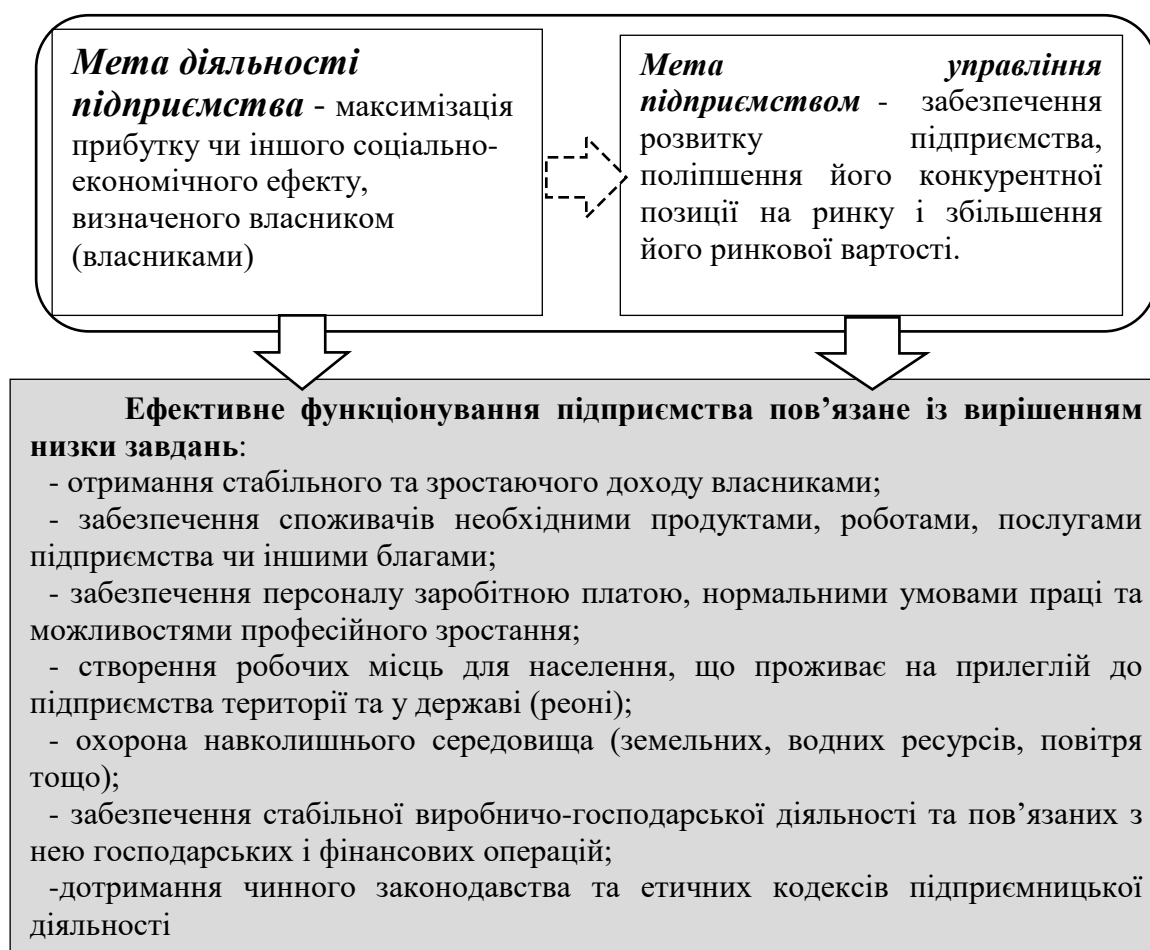 Мета діяльності
підприємства - максимізація
прибутку чи іншого соціально-
економічного ефекту,
визначеного власником
(власниками)
Мета управління
підприємством - забезпечення
розвитку підприємства,
поліпшення його конкурентної
позиції на ринку і збільшення
його ринкової вартості.
Ефективне функціонування підприємства пов’язане із вирішенням
низки завдань:
- отримання стабільного та зростаючого доходу власниками;
- забезпечення споживачів необхідними продуктами, роботами, послугами
підприємства чи іншими благами;
- забезпечення персоналу заробітною платою, нормальними умовами праці та
можливостями професійного зростання;
- створення робочих місць для населення, що проживає на прилеглій до
підприємства території та у державі (реоні);
- охорона навколишнього середовища (земельних, водних ресурсів, повітря
тощо);
- забезпечення стабільної виробничо-господарської діяльності та пов’язаних з
нею господарських і фінансових операцій;
-дотримання чинного законодавства та етичних кодексів підприємницької
діяльності